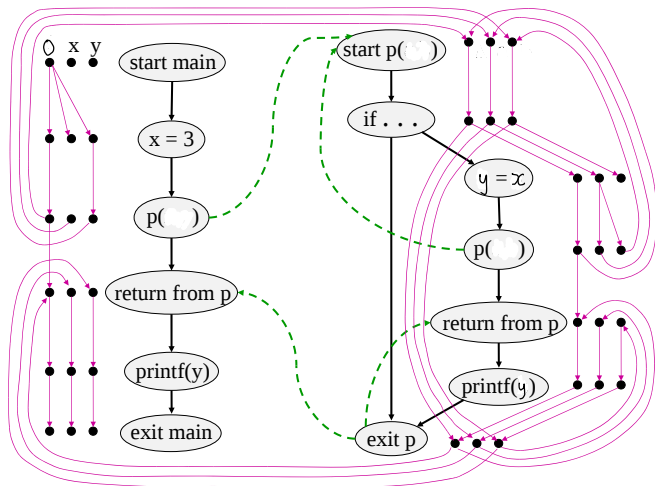 0 x y
start main
x = 3
p( )
return from p
printf(y)
exit main
start p( )
if . . .
y = x
p( )
return from p
printf(y)
exit p